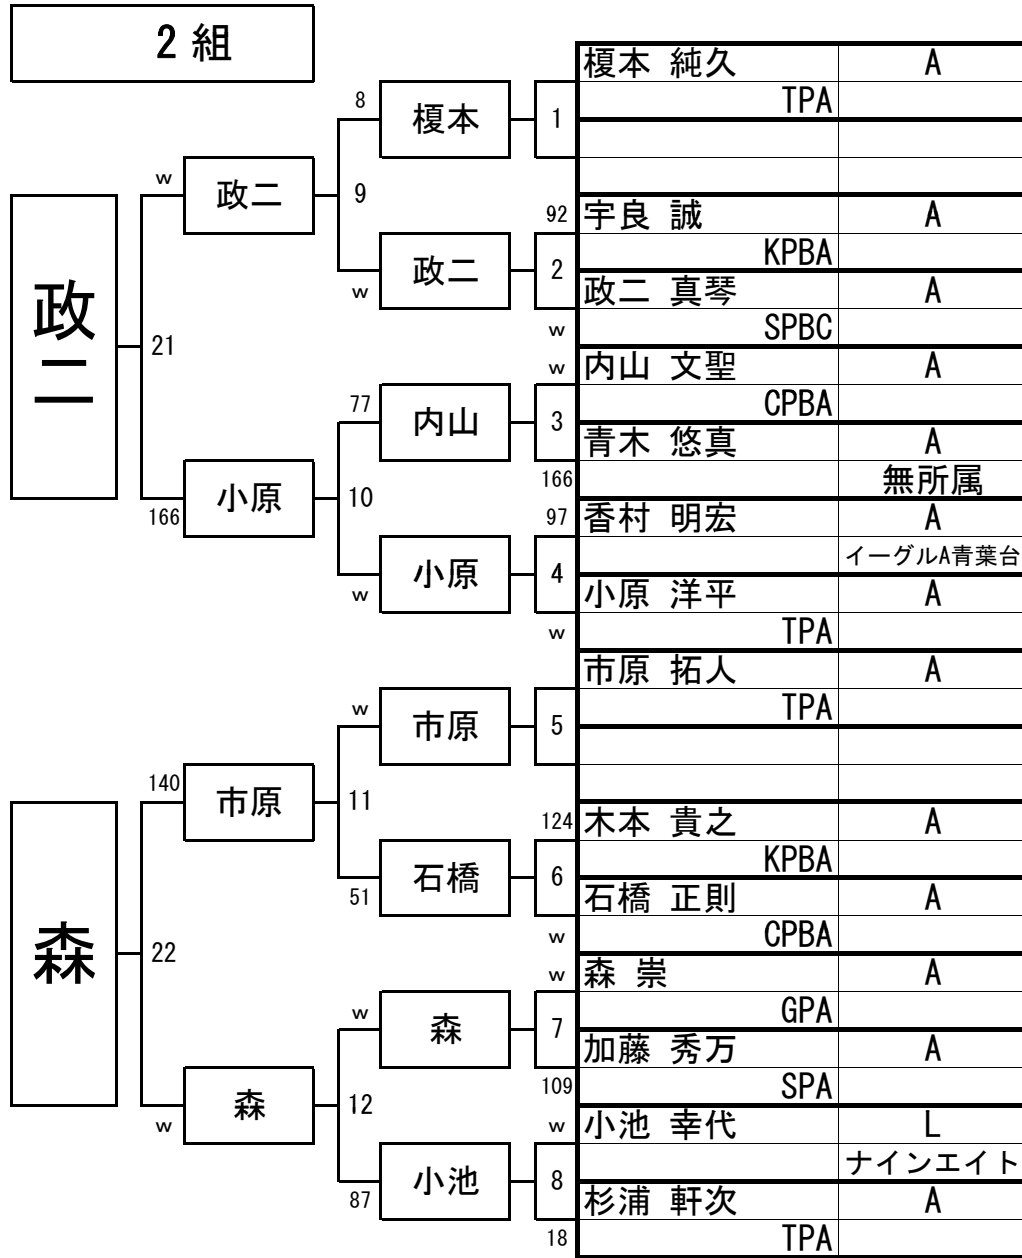 2 組
榎本 純久 A
TPA
8
榎本
1
w
政二
9
92
宇良 誠 A
KPBA
政二
2
w
政二 真琴 A
w
SPBC
政二
21
w
内山 文聖 A
CPBA
77
内山
3
青木 悠真 A
166
無所属
小原
10
166
97
香村 明宏 A
イーグルA青葉台
小原
4
w
小原 洋平 A
w
TPA
市原 拓人 A
TPA
w
市原
5
140
市原
11
124
木本 貴之 A
KPBA
石橋
6
51
石橋 正則 A
w
CPBA
森
22
w
森 崇 A
GPA
w
森
7
加藤 秀万 A
109
SPA
森
12
w
w
小池 幸代 L
ナインエイト
小池
8
87
杉浦 軒次 A
18
TPA